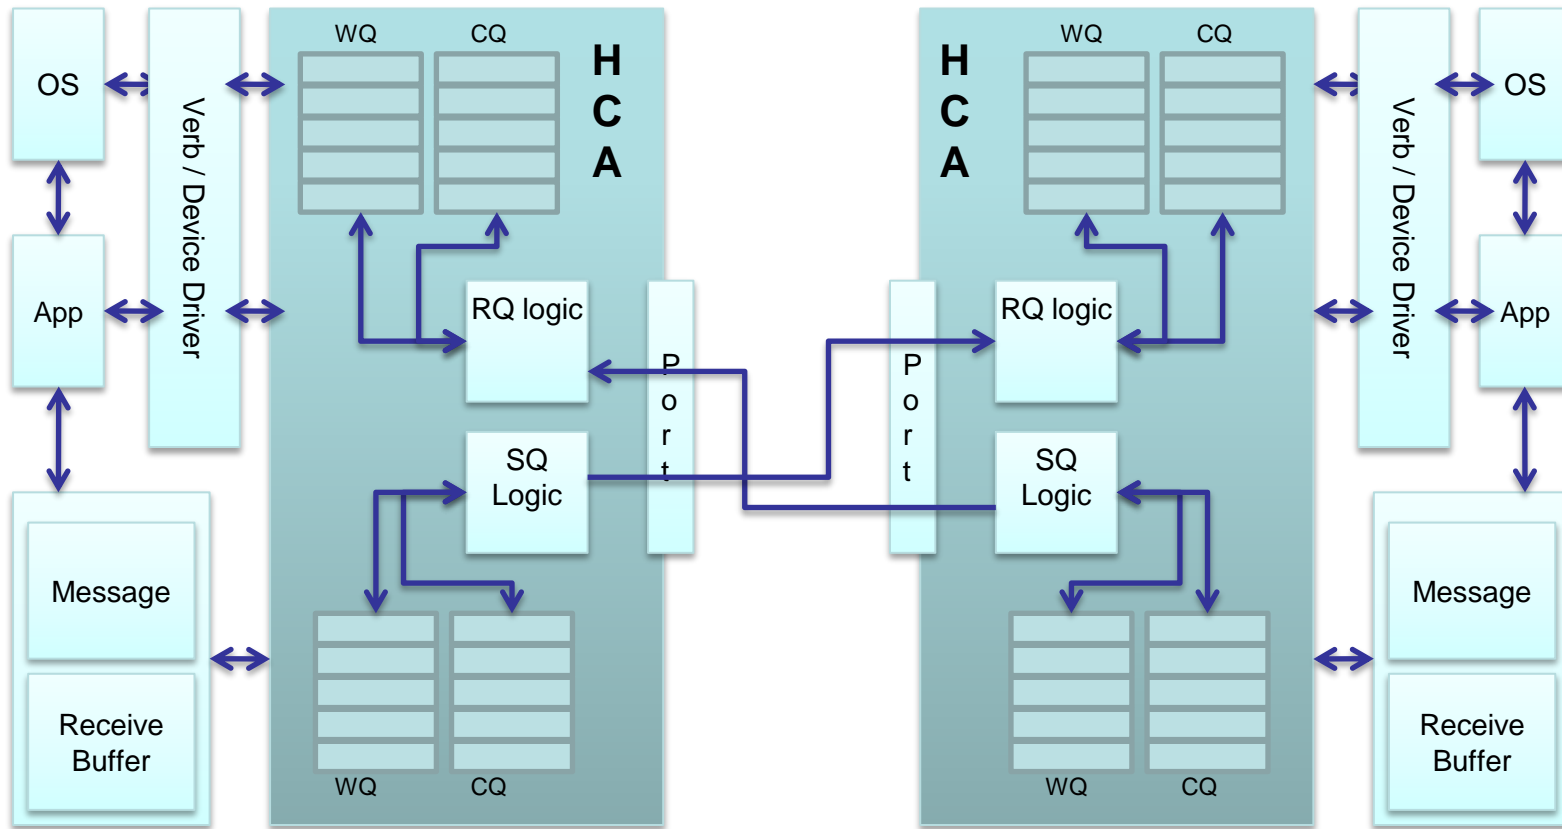 WQ
CQ
H
C
A
OS
Verb / Device Driver
App
RQ logic
P
o
r
t
SQ
Logic
Message
Receive
Buffer
WQ
CQ
H
C
A
WQ
CQ
Verb / Device Driver
OS
App
P
o
r
t
RQ logic
SQ
Logic
Message
Receive
Buffer
WQ
CQ